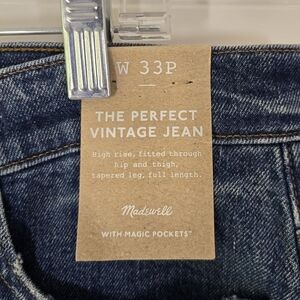 W 33P
THE PERFECT
VINTAGE JEAN
High rise, fitted through
hip and thigh,
tapered leg, full length.
Madewell
WITH MAGIC POCKETS™